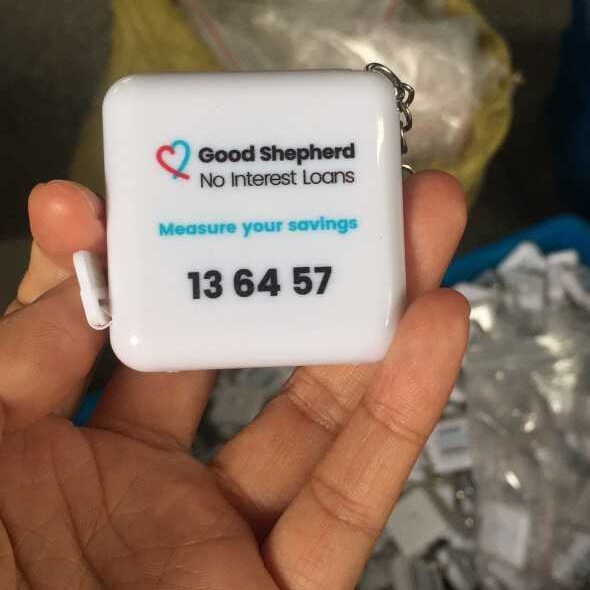 Good Shepherd
No Interest Loans
Measure your savings
13 64 57